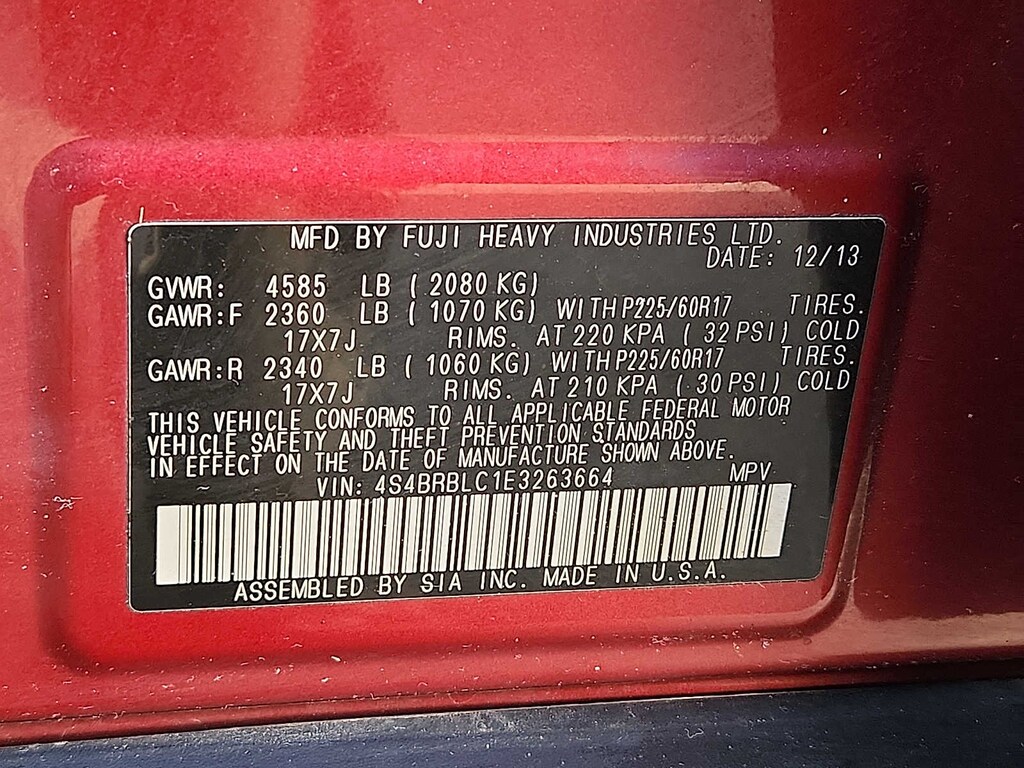 MFD BY FUJI HEAVY INDUSTRIES LTD.
DATE: 12/13
GVWR: 4585 LB (2080 KG)
GAWR:F 2360 LB (1070 KG) WITH P225/60R17 TIRES.
17X7J RIMS. AT 220 KPA (32 PSI) COLD
GAWR:R 2340 LB (1060 KG) WITH P225/60R17 TIRES.
17X7J RIMS. AT 210 KPA (30 PSI) COLD
THIS VEHICLE CONFORMS TO ALL APPLICABLE FEDERAL MOTOR
VEHICLE SAFETY AND THEFT PREVENTION STANDARDS
IN EFFECT ON THE DATE OF MANUFACTURE SHOWN ABOVE.
VIN: 4S4BRBLC1E3263664 MPV
ASSEMBLED BY SIA INC. MADE IN U.S.A.